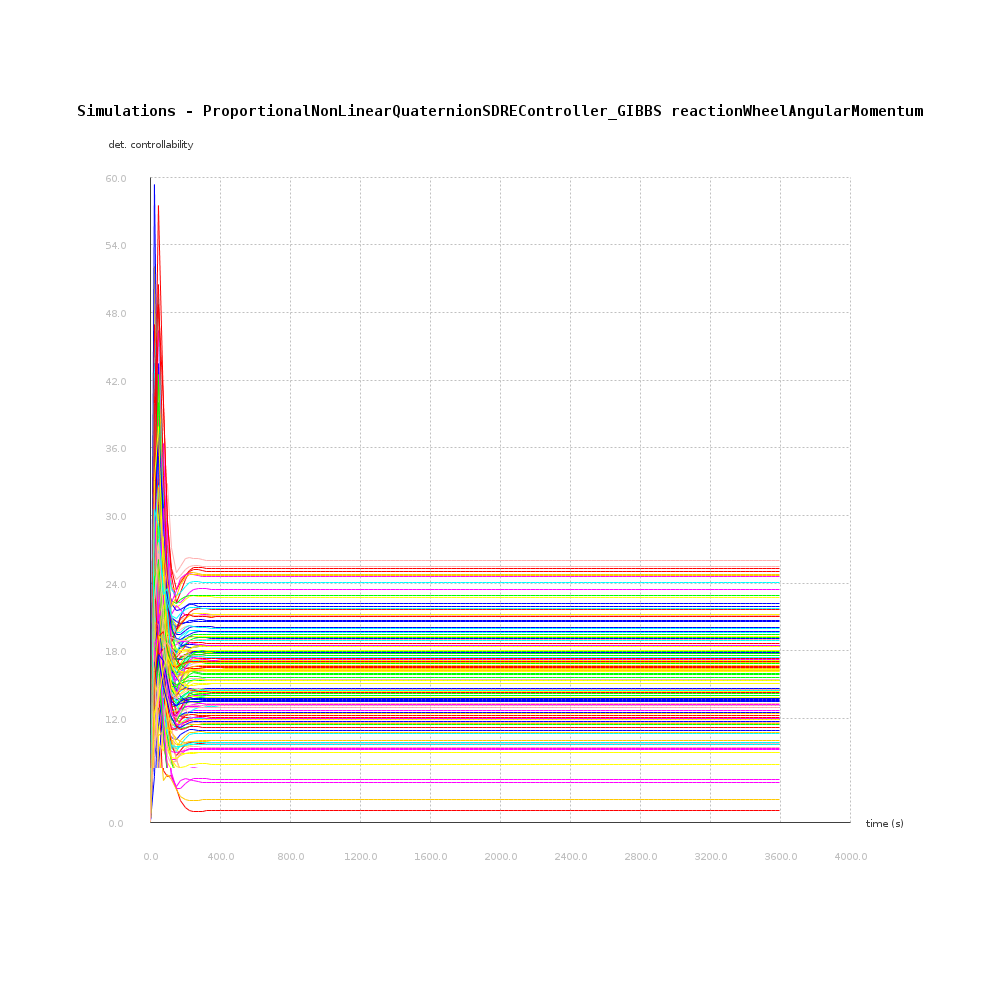 Simulations - ProportionalNonLinearQuaternionSDREController_GIBBS reactionWheelAngularMomentum
det. controllability
60.0
54.0
48.0
42.0
36.0
30.0
24.0
18.0
12.0
0.0
time (s)
0.0 400.0 800.0 1200.0 1600.0 2000.0 2400.0 2800.0 3200.0 3600.0 4000.0